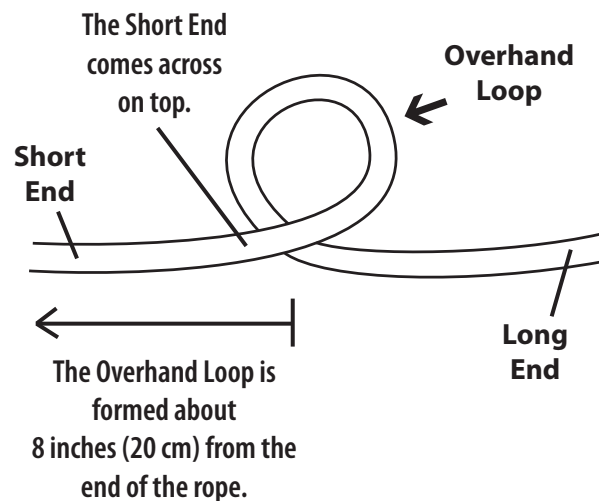 The Short End
comes across
on top.
Overhand
Loop
Short
End
Long
End
The Overhand Loop is
formed about
8 inches (20 cm) from the
end of the rope.